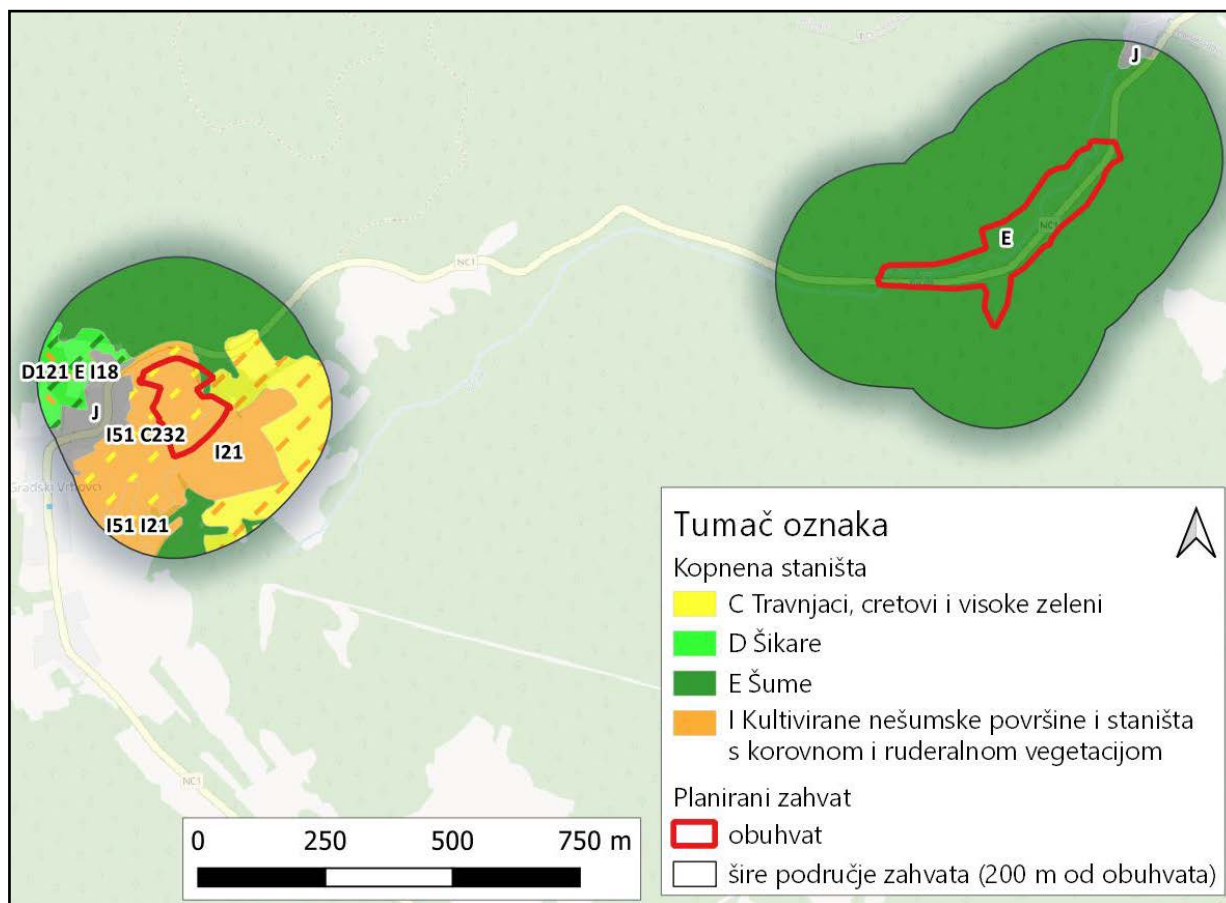 J
E
NC1
NC1
D121 E I18
J
I51 C232
I21
I51 I21
NC1
Tumač oznaka
Kopnena staništa
C Travnjaci, cretovi i visoke zeleni
D Šikare
E Šume
I Kultivirane nešumske površine i staništa
s korovnom i ruderalnom vegetacijom
Planirani zahvat
obuhvat
šire područje zahvata (200 m od obuhvata)
0 250 500 750 m